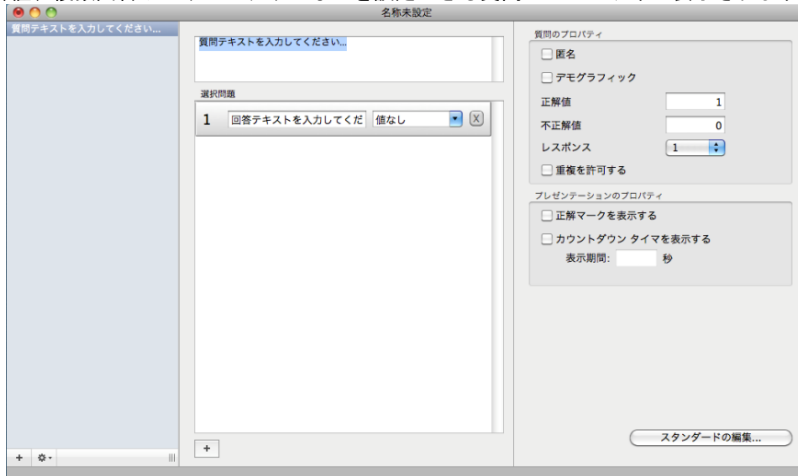 名称未設定
質問テキストを入力してください...
質問テキストを入力してください...
選択問題
1 回答テキストを入力してくだ 値なし X
+
質問のプロパティ
匿名
デモグラフィック
正解値 1
不正解値 0
レスポンス 1
重複を許可する
プレゼンテーションのプロパティ
正解マークを表示する
カウントダウン タイマを表示する
表示期間: 秒
スタンダードの編集...
+